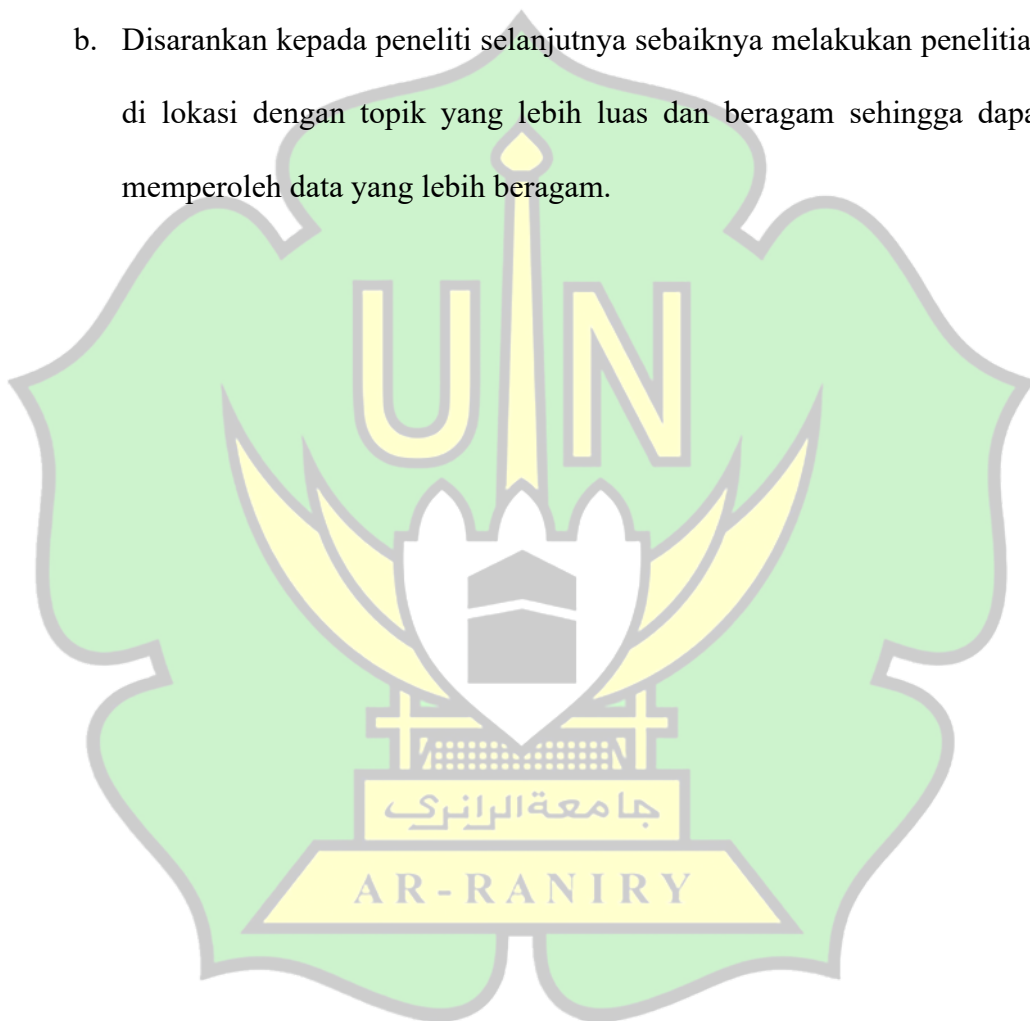 b. Disarankan kepada peneliti selanjutnya sebaiknya melakukan penelitia
di lokasi dengan topik yang lebih luas dan beragam sehingga dapa
memperoleh data yang lebih beragam.
UIN
جامعة الرانري
AR-RANIRY